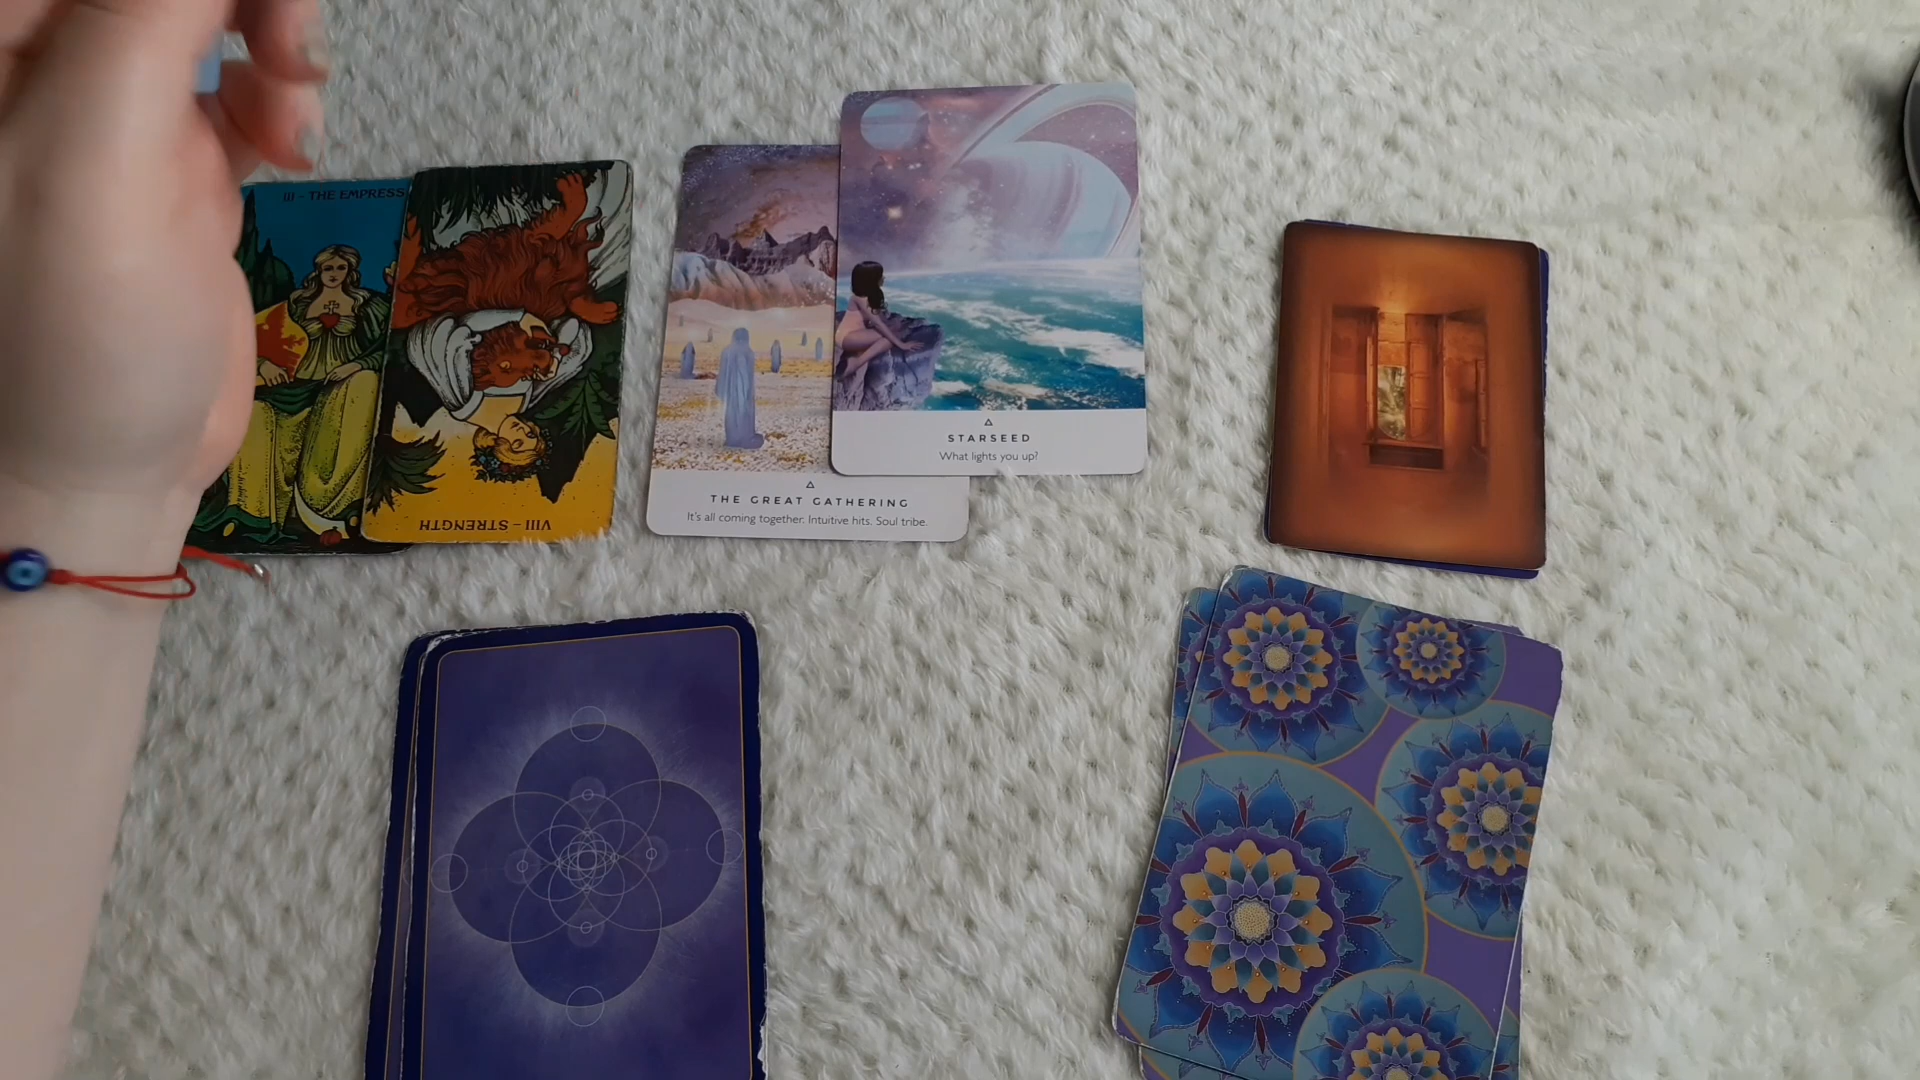 III - THE EMPRESS
VIII - STRENGTH
THE GREAT GATHERING
It's all coming together. Intuitive hits. Soul tribe.
STARSEED
What lights you up?